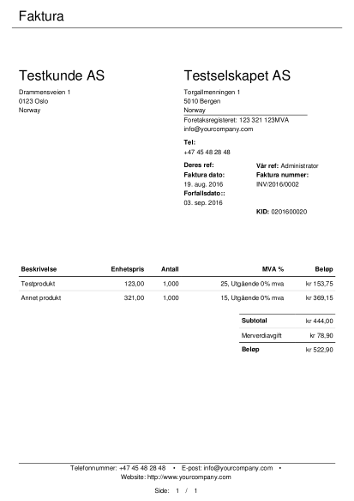 Faktura
Testkunde AS
Drammensveien 1
0123 Oslo
Norway
Testselskapet AS
Torgallmenningen 1
5010 Bergen
Norway
Foretaksregisteret: 123 321 123MVA
info@yourcompany.com
Tel:
+47 45 48 28 48
Deres ref: Vår ref: Administrator
Faktura dato: Faktura nummer:
19. aug. 2016 INV/2016/0002
Forfallsdato::
03. sep. 2016
KID: 0201600020
Beskrivelse Enhetspris Antall MVA % Beløp
Testprodukt 123,00 1,000 25, Utgående 0% mva kr 153,75
Annet produkt 321,00 1,000 15, Utgående 0% mva kr 369,15
Subtotal kr 444,00
Merverdiavgift kr 78,90
Beløp kr 522,90
Telefonnummer: +47 45 48 28 48 • E-post: info@yourcompany.com •
Website: http://www.yourcompany.com
Side: 1 / 1